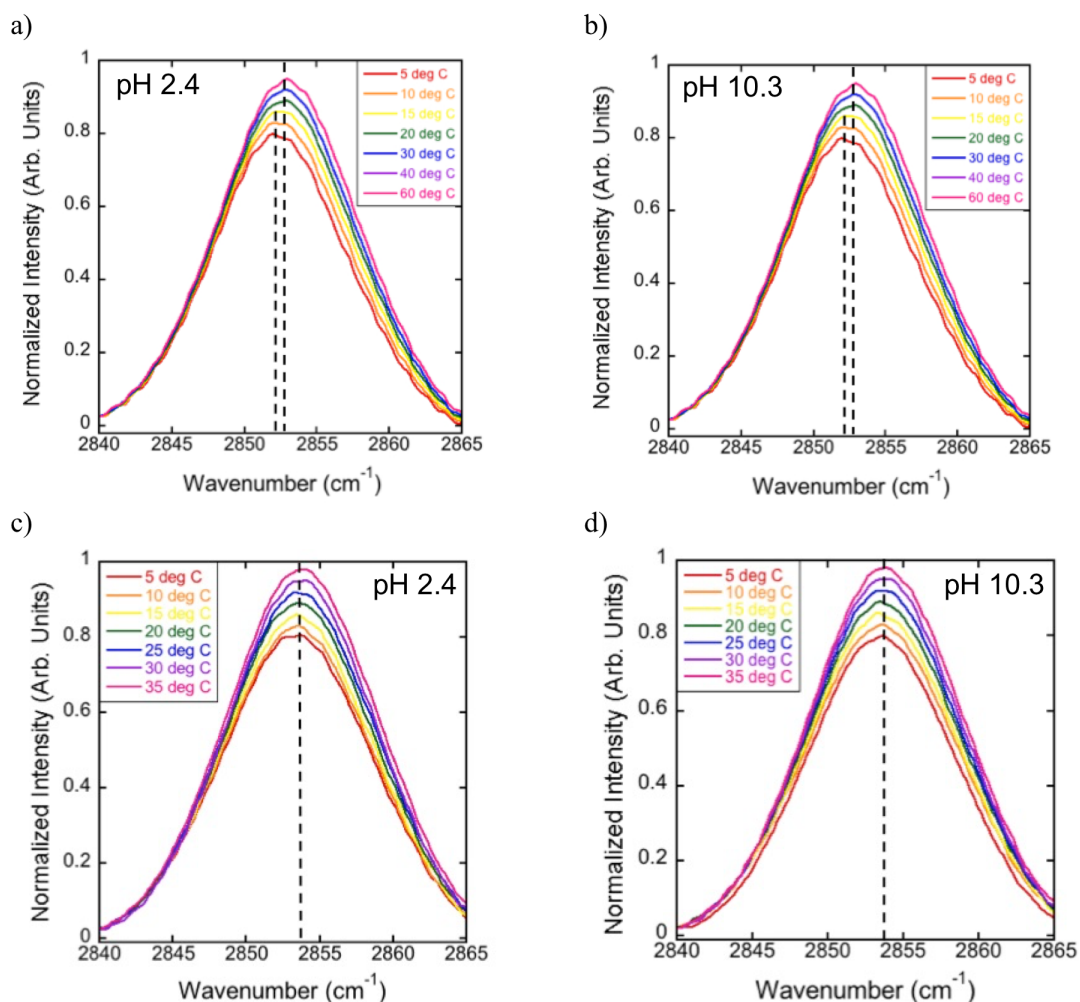 a)
pH 2.4
5 deg C
10 deg C
15 deg C
20 deg C
30 deg C
40 deg C
60 deg C
Normalized Intensity (Arb. Units)
1
0.8
0.6
0.4
0.2
0
2840 2845 2850 2855 2860 2865
Wavenumber (cm⁻¹)
b)
pH 10.3
5 deg C
10 deg C
15 deg C
20 deg C
30 deg C
40 deg C
60 deg C
Normalized Intensity (Arb. Units)
1
0.8
0.6
0.4
0.2
0
2840 2845 2850 2855 2860 2865
Wavenumber (cm⁻¹)
c)
pH 2.4
5 deg C
10 deg C
15 deg C
20 deg C
25 deg C
30 deg C
35 deg C
Normalized Intensity (Arb. Units)
1
0.8
0.6
0.4
0.2
0
2840 2845 2850 2855 2860 2865
Wavenumber (cm⁻¹)
d)
pH 10.3
5 deg C
10 deg C
15 deg C
20 deg C
25 deg C
30 deg C
35 deg C
Normalized Intensity (Arb. Units)
1
0.8
0.6
0.4
0.2
0
2840 2845 2850 2855 2860 2865
Wavenumber (cm⁻¹)